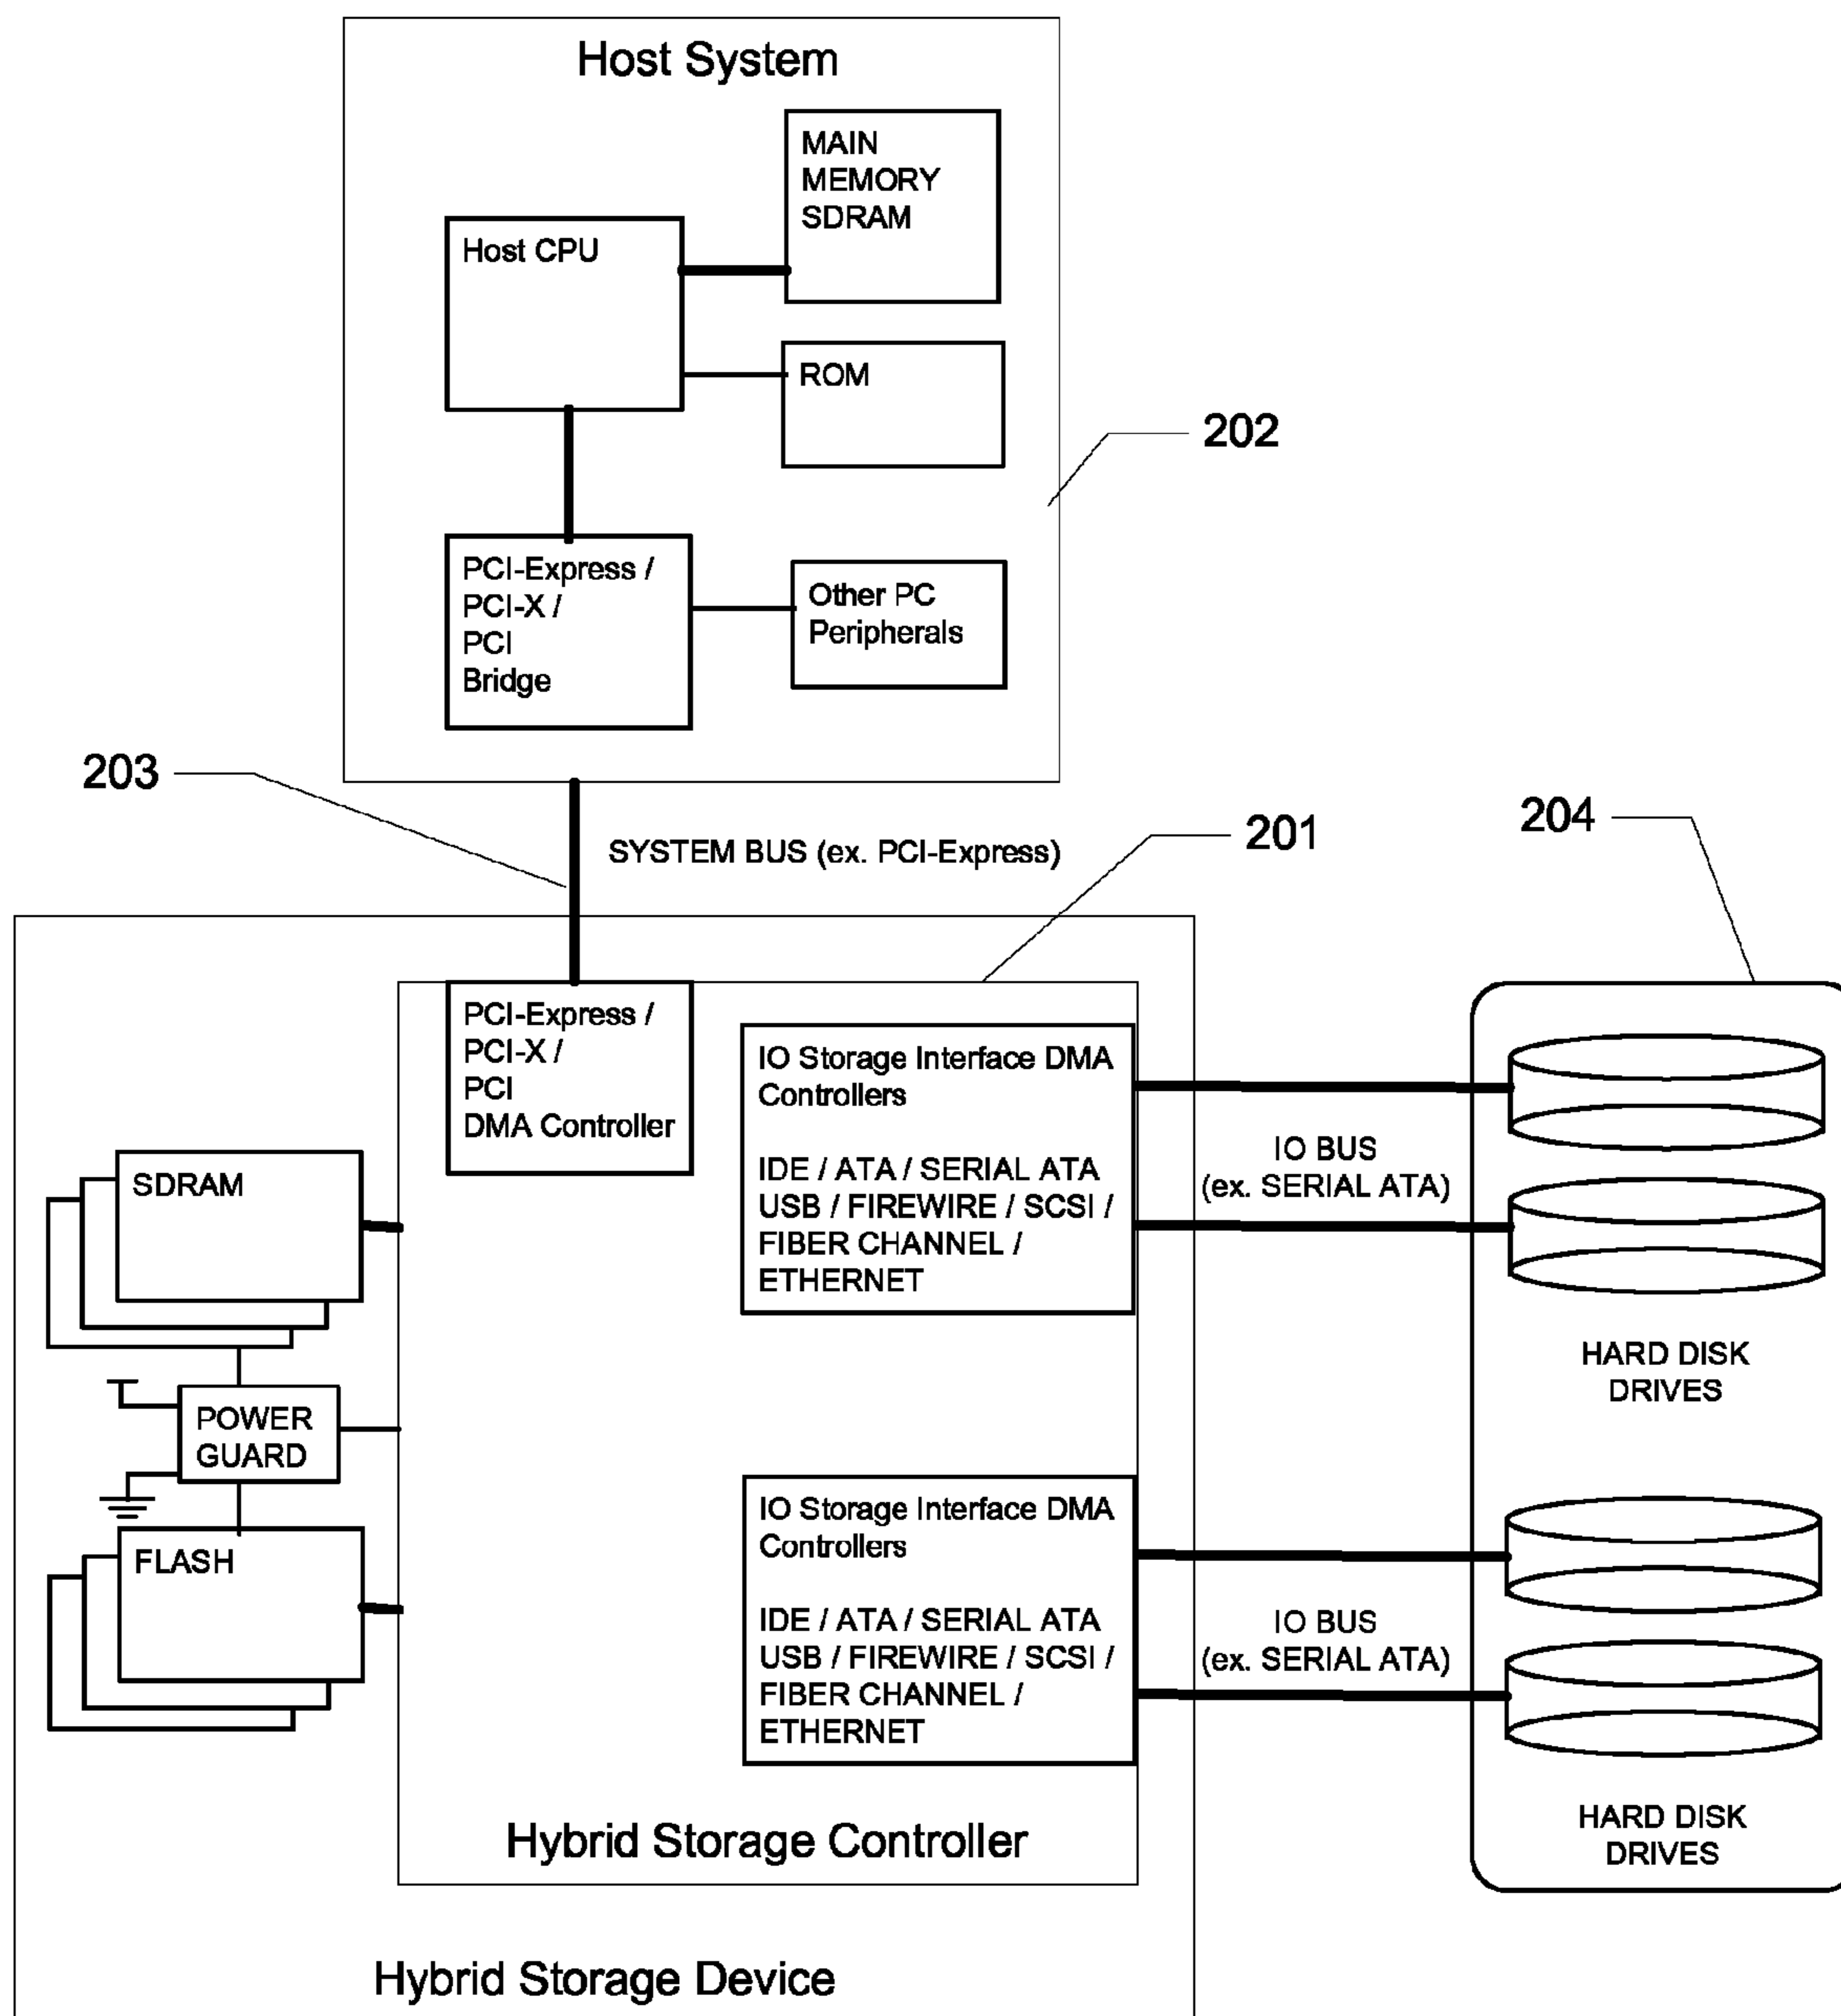 Host System
MAIN
MEMORY
SDRAM
Host CPU
ROM
202
PCI-Express /
PCI-X /
PCI
Bridge
Other PC
Peripherals
203
SYSTEM BUS (ex. PCI-Express)
201
204
PCI-Express /
PCI-X /
PCI
DMA Controller
IO Storage Interface DMA
Controllers
IDE / ATA / SERIAL ATA
USB / FIREWIRE / SCSI /
FIBER CHANNEL /
ETHERNET
IO BUS
(ex. SERIAL ATA)
SDRAM
HARD DISK
DRIVES
POWER
GUARD
FLASH
IO Storage Interface DMA
Controllers
IDE / ATA / SERIAL ATA
USB / FIREWIRE / SCSI /
FIBER CHANNEL /
ETHERNET
IO BUS
(ex. SERIAL ATA)
HARD DISK
DRIVES
Hybrid Storage Controller
Hybrid Storage Device